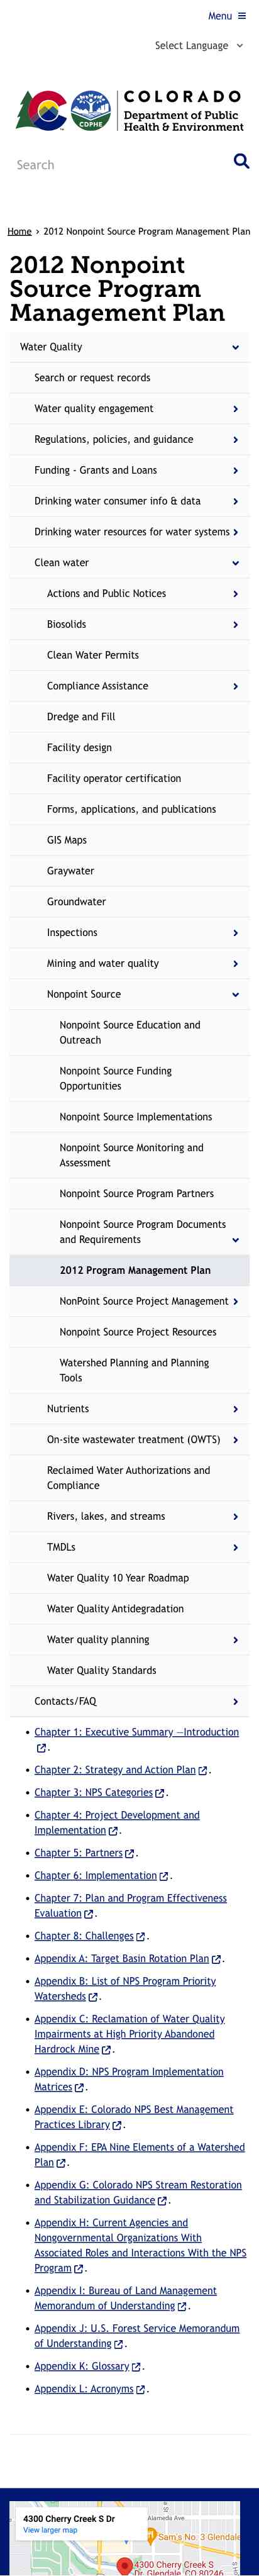 Menu
Select Language
CDPHE
COLORADO
Department of Public
Health & Environment
Search
Home › 2012 Nonpoint Source Program Management Plan
2012 Nonpoint
Source Program
Management Plan
Water Quality
Search or request records
Water quality engagement
Regulations, policies, and guidance
Funding - Grants and Loans
Drinking water consumer info & data
Drinking water resources for water systems
Clean water
Actions and Public Notices
Biosolids
Clean Water Permits
Compliance Assistance
Dredge and Fill
Facility design
Facility operator certification
Forms, applications, and publications
GIS Maps
Graywater
Groundwater
Inspections
Mining and water quality
Nonpoint Source
Nonpoint Source Education and
Outreach
Nonpoint Source Funding
Opportunities
Nonpoint Source Implementations
Nonpoint Source Monitoring and
Assessment
Nonpoint Source Program Partners
Nonpoint Source Program Documents
and Requirements
2012 Program Management Plan
NonPoint Source Project Management
Nonpoint Source Project Resources
Watershed Planning and Planning
Tools
Nutrients
On-site wastewater treatment (OWTS)
Reclaimed Water Authorizations and
Compliance
Rivers, lakes, and streams
TMDLs
Water Quality 10 Year Roadmap
Water Quality Antidegradation
Water quality planning
Water Quality Standards
Contacts/FAQ
• Chapter 1: Executive Summary —Introduction
.
• Chapter 2: Strategy and Action Plan .
• Chapter 3: NPS Categories .
• Chapter 4: Project Development and
Implementation .
• Chapter 5: Partners .
• Chapter 6: Implementation .
• Chapter 7: Plan and Program Effectiveness
Evaluation .
• Chapter 8: Challenges .
• Appendix A: Target Basin Rotation Plan .
• Appendix B: List of NPS Program Priority
Watersheds .
• Appendix C: Reclamation of Water Quality
Impairments at High Priority Abandoned
Hardrock Mine .
• Appendix D: NPS Program Implementation
Matrices .
• Appendix E: Colorado NPS Best Management
Practices Library .
• Appendix F: EPA Nine Elements of a Watershed
Plan .
• Appendix G: Colorado NPS Stream Restoration
and Stabilization Guidance .
• Appendix H: Current Agencies and
Nongovernmental Organizations With
Associated Roles and Interactions With the NPS
Program .
• Appendix I: Bureau of Land Management
Memorandum of Understanding .
• Appendix J: U.S. Forest Service Memorandum
of Understanding .
• Appendix K: Glossary .
• Appendix L: Acronyms .
4300 Cherry Creek S Dr
View larger map
Alameda Ave
Sam's No. 3 Glendale
4300 Cherry Creek S
Dr, Glendale, CO 80246